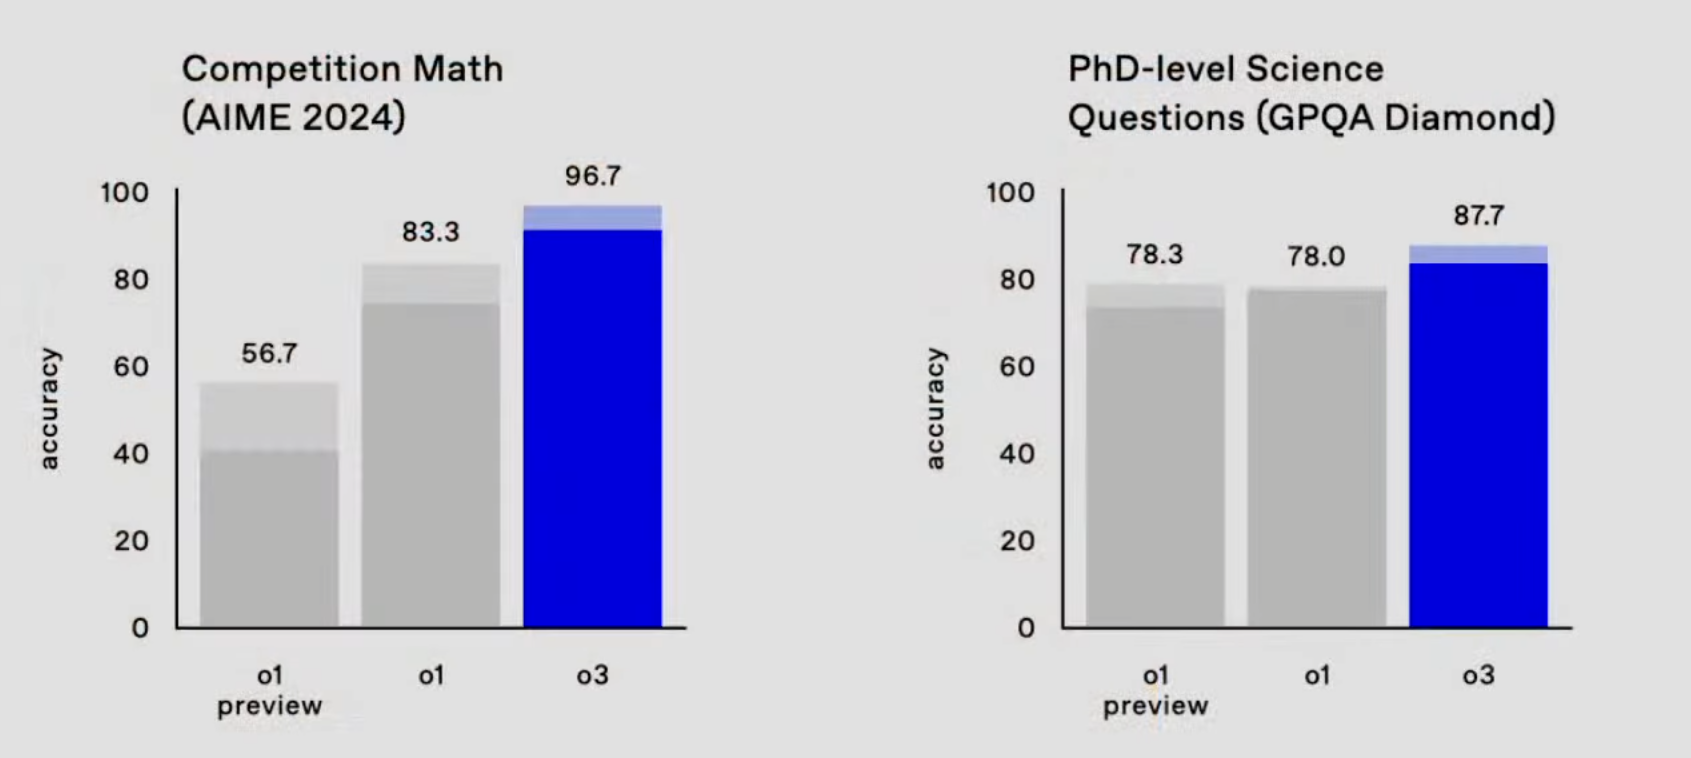 Competition Math
(AIME 2024)
accuracy
100
80
60
40
20
0
56.7
83.3
96.7
o1
preview
o1
o3
PhD-level Science
Questions (GPQA Diamond)
accuracy
100
80
60
40
20
0
78.3
78.0
87.7
o1
preview
o1
o3